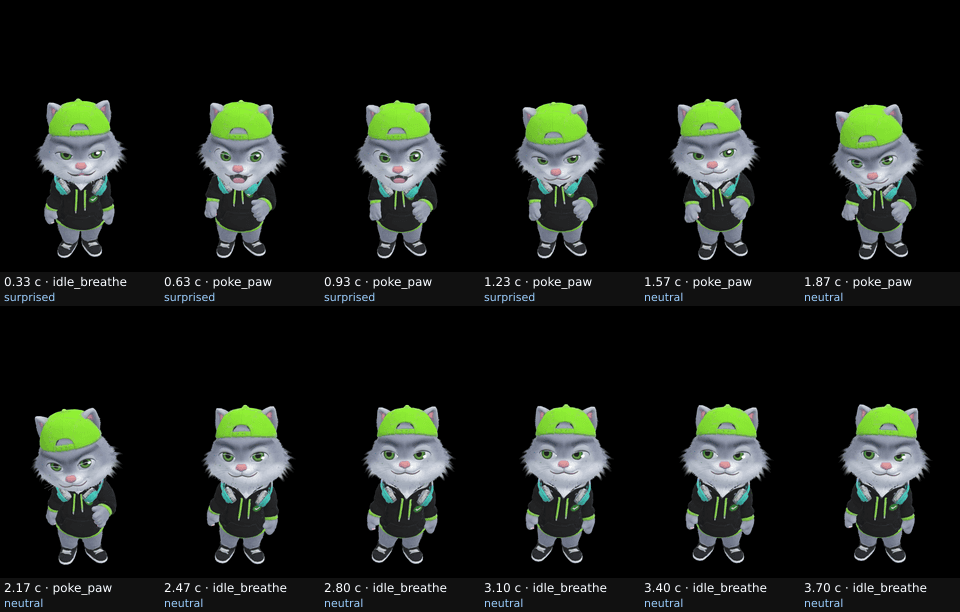 0.33 c · idle_breathe
surprised
0.63 c · poke_paw
surprised
0.93 c · poke_paw
surprised
1.23 c · poke_paw
surprised
1.57 c · poke_paw
neutral
1.87 c · poke_paw
neutral
2.17 c · poke_paw
neutral
2.47 c · idle_breathe
neutral
2.80 c · idle_breathe
neutral
3.10 c · idle_breathe
neutral
3.40 c · idle_breathe
neutral
3.70 c · idle_breathe
neutral